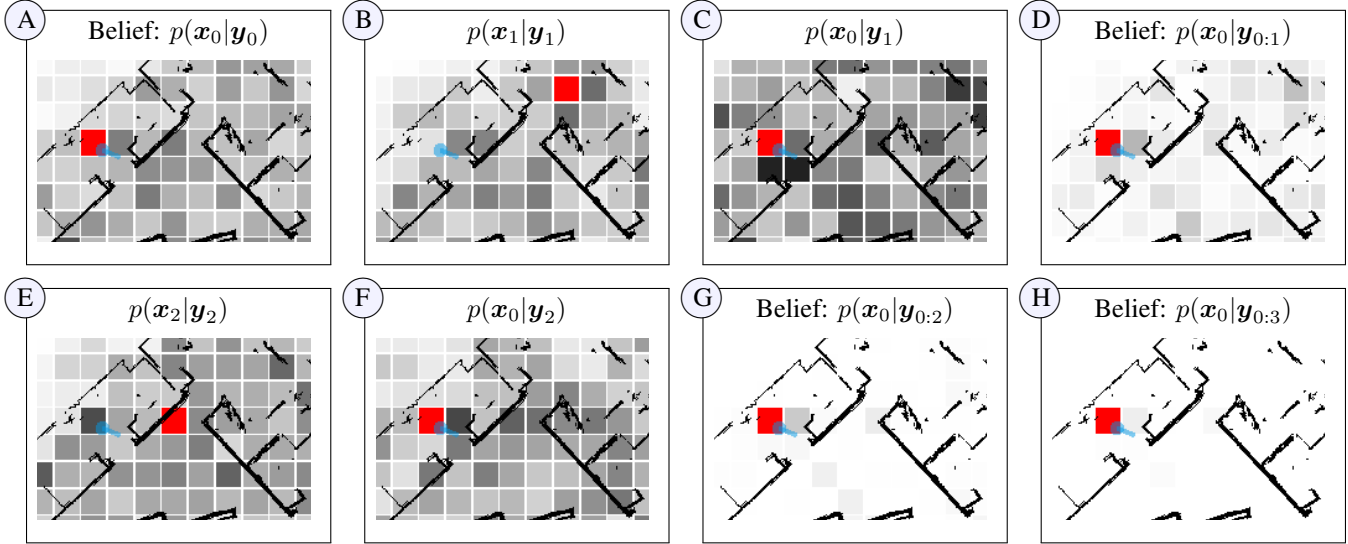 A
Belief: p(x₀|y₀)
B
p(x₁|y₁)
C
p(x₀|y₁)
D
Belief: p(x₀|y₀:₁)
E
p(x₂|y₂)
F
p(x₀|y₂)
G
Belief: p(x₀|y₀:₂)
H
Belief: p(x₀|y₀:₃)